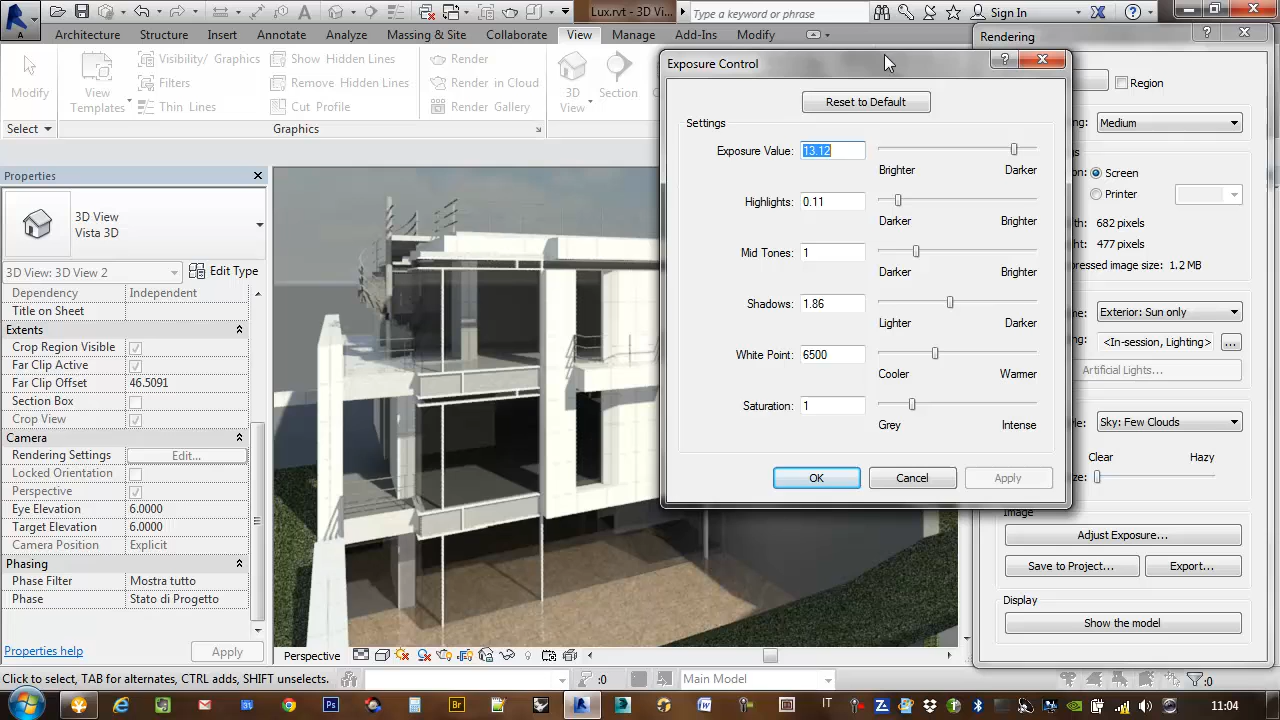 Lux.rvt - 3D Vi...
Type a keyword or phrase
Sign In
Architecture Structure Insert Annotate Analyze Massing & Site Collaborate View Manage Add-Ins Modify
Modify
View
Templates
Visibility/ Graphics
Filters
Thin Lines
Show Hidden Lines
Remove Hidden Lines
Cut Profile
Render
Render in Cloud
Render Gallery
3D
View
Section
Select
Graphics
Properties
3D View
Vista 3D
3D View: 3D View 2
Edit Type
Dependency Independent
Title on Sheet
Extents
Crop Region Visible
Far Clip Active
Far Clip Offset 46.5091
Section Box
Crop View
Camera
Rendering Settings Edit...
Locked Orientation
Perspective
Eye Elevation 6.0000
Target Elevation 6.0000
Camera Position Explicit
Phasing
Phase Filter Mostra tutto
Phase Stato di Progetto
Properties help
Apply
Exposure Control
Reset to Default
Settings
Exposure Value: 13.12
Brighter Darker
Highlights: 0.11
Darker Brighter
Mid Tones: 1
Darker Brighter
Shadows: 1.86
Lighter Darker
White Point: 6500
Cooler Warmer
Saturation: 1
Grey Intense
OK Cancel Apply
Rendering
Region
Medium
Screen
Printer
682 pixels
477 pixels
1.2 MB
Exterior: Sun only
<In-session, Lighting>
...
Artificial Lights...
Sky: Few Clouds
Clear Hazy
Image
Adjust Exposure...
Save to Project... Export...
Display
Show the model
Perspective
Click to select, TAB for alternates, CTRL adds, SHIFT unselects.
:0
Main Model
:0
IT
11:04